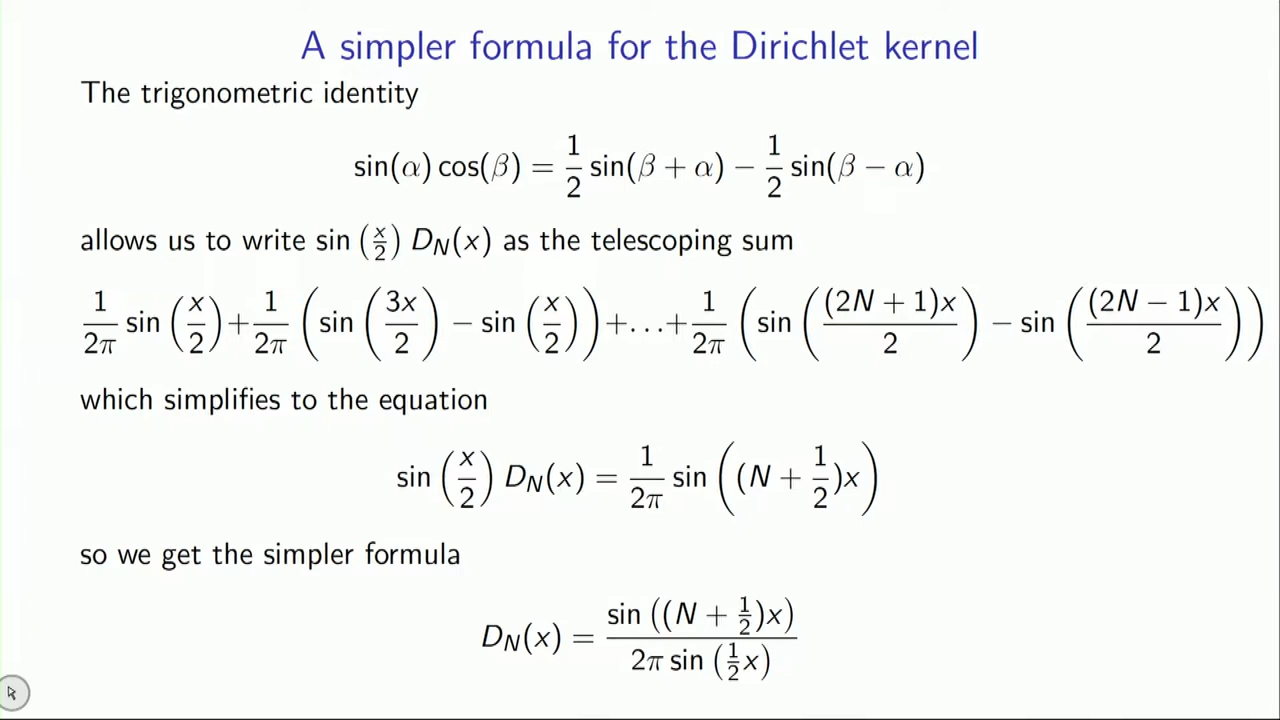 A simpler formula for the Dirichlet kernel
The trigonometric identity
sin(α) cos(β) = 1/2 sin(β + α) − 1/2 sin(β − α)
allows us to write sin (x/2) D_N(x) as the telescoping sum
1/2π sin (x/2) + 1/2π (sin (3x/2) − sin (x/2)) + ... + 1/2π (sin ((2N + 1)x/2) − sin ((2N − 1)x/2))
which simplifies to the equation
sin (x/2) D_N(x) = 1/2π sin ((N + 1/2)x)
so we get the simpler formula
D_N(x) = sin ((N + 1/2)x) / 2π sin (1/2 x)